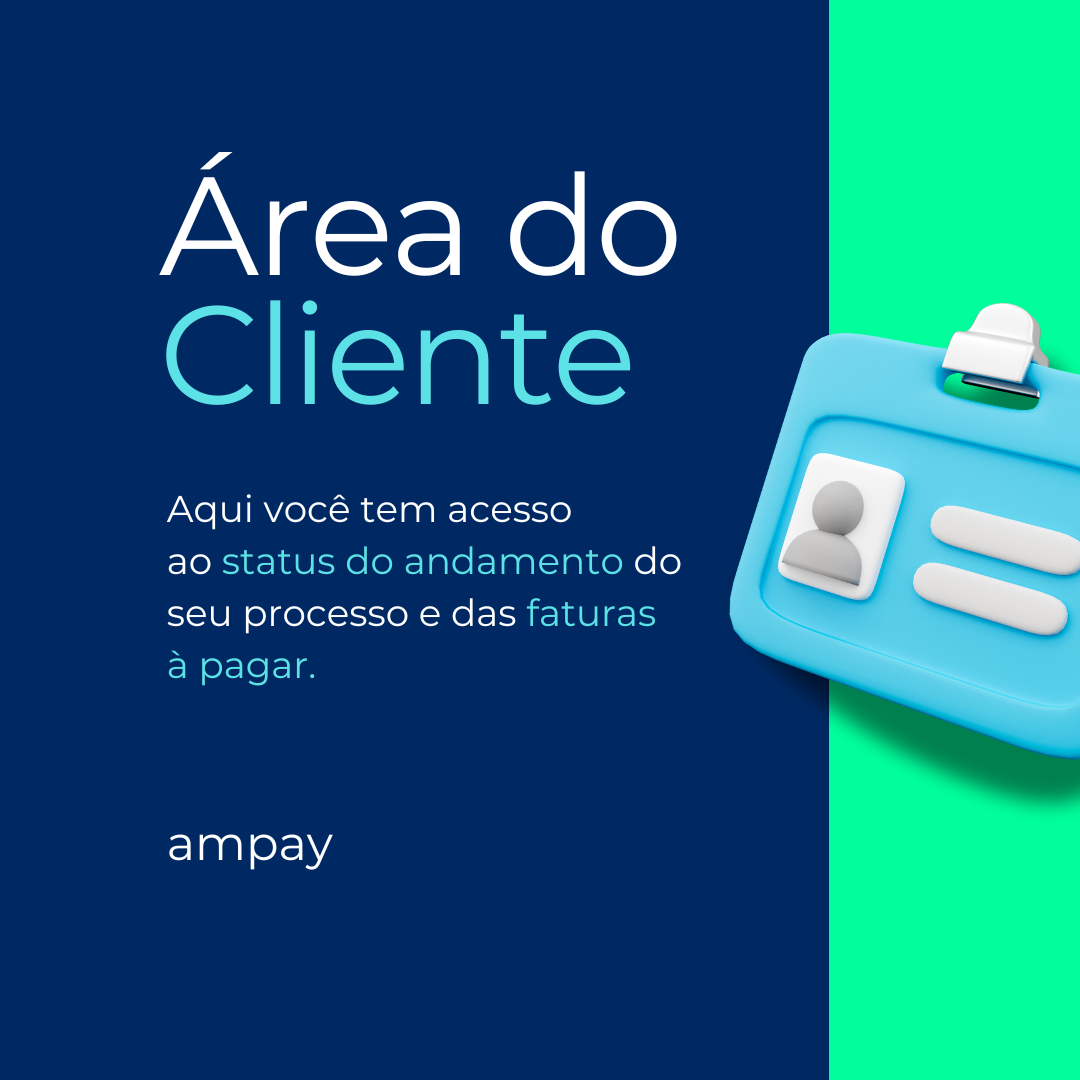 Área do
Cliente
Aqui você tem acesso
ao status do andamento do
seu processo e das faturas
à pagar.
ampay